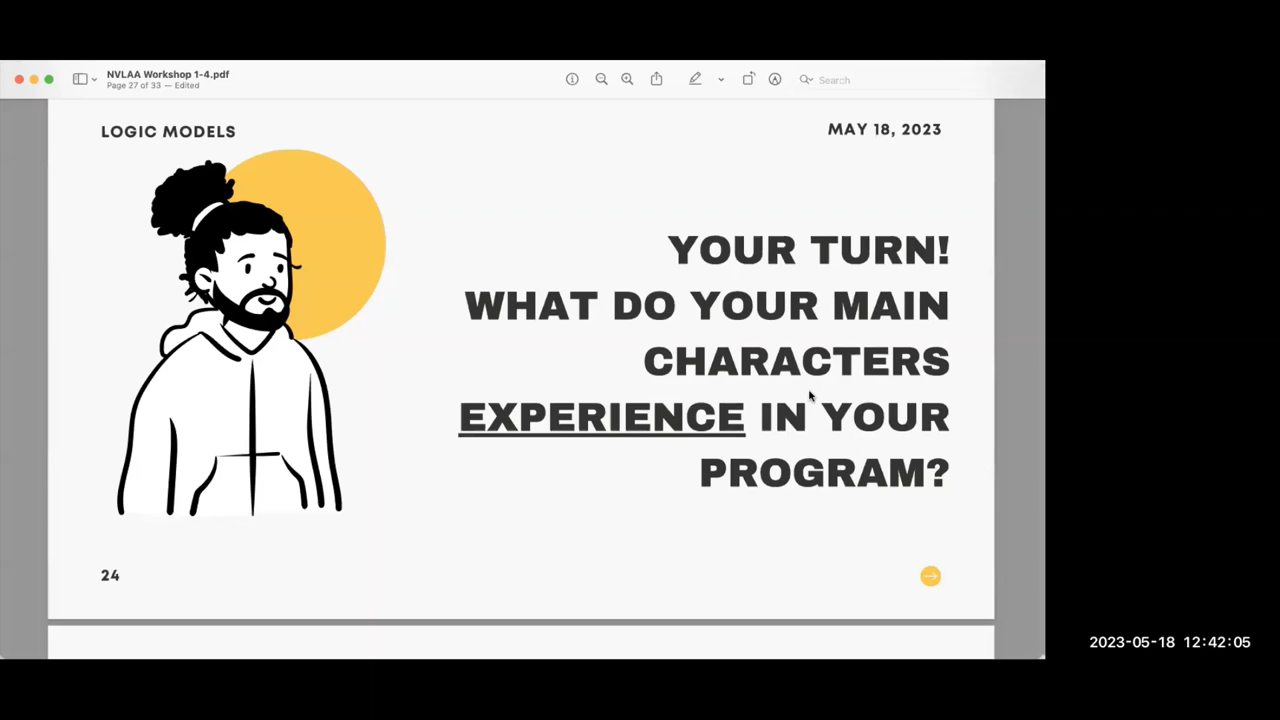 NVLAA Workshop 1-4.pdf
Page 27 of 33 — Edited
Search
LOGIC MODELS
MAY 18, 2023
YOUR TURN!
WHAT DO YOUR MAIN
CHARACTERS
EXPERIENCE IN YOUR
PROGRAM?
24
2023-05-18 12:42:05